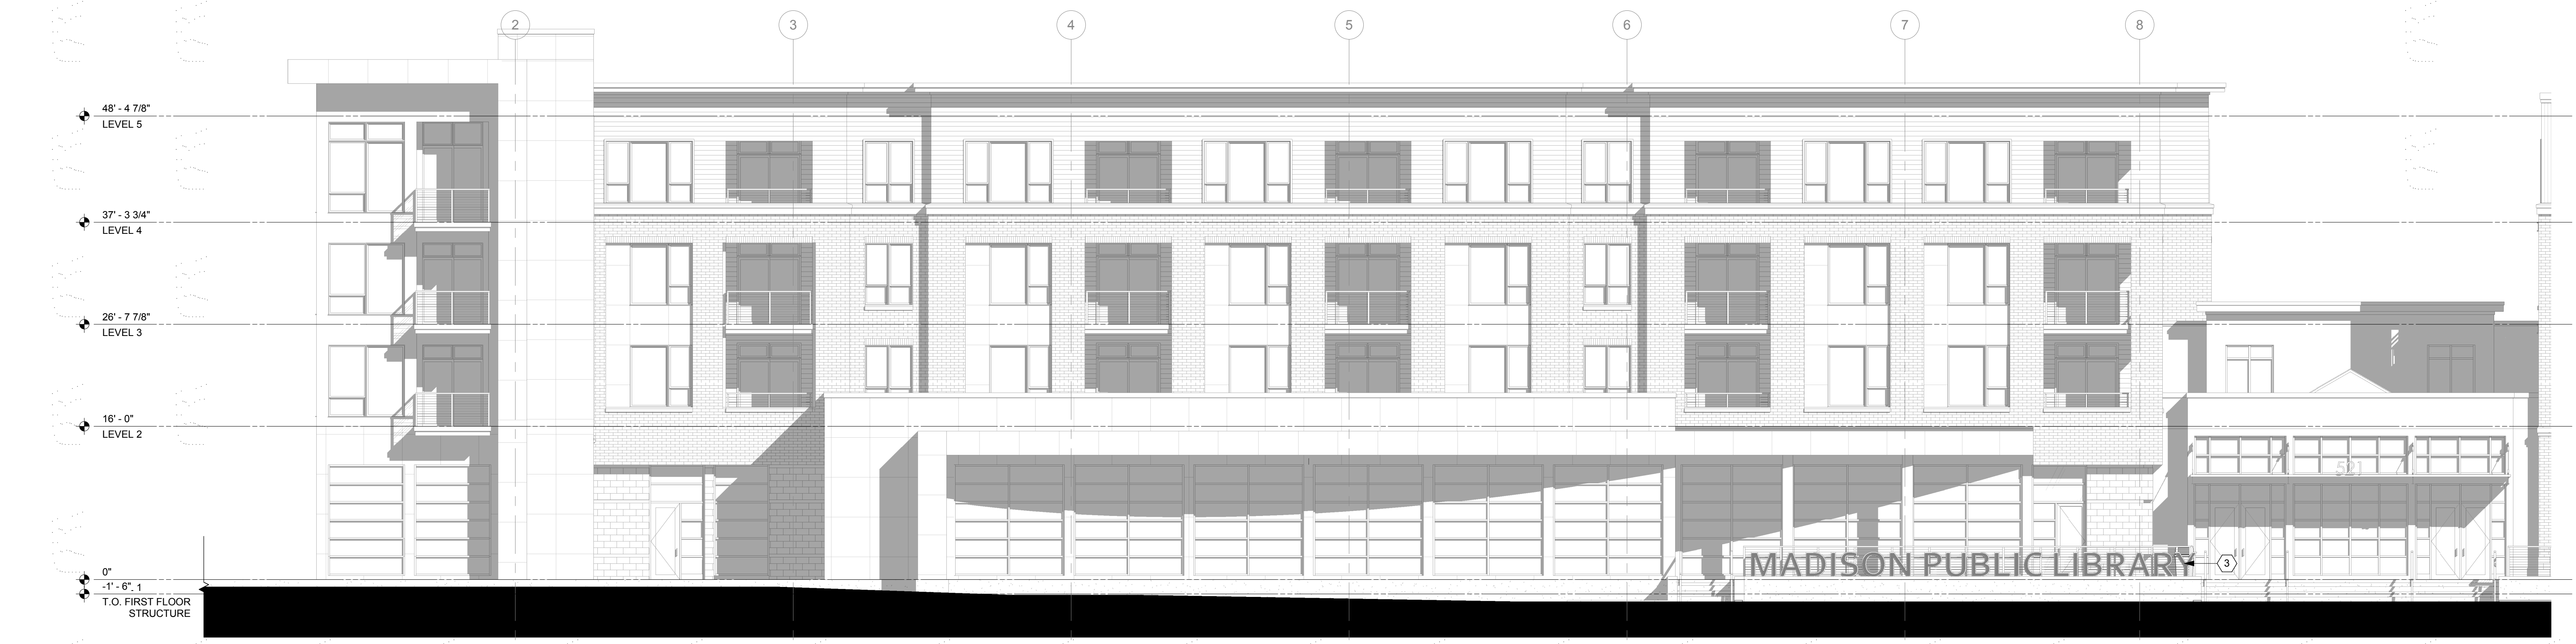 2 3 4 5 6 7 8
48' - 4 7/8"
LEVEL 5
37' - 3 3/4"
LEVEL 4
26' - 7 7/8"
LEVEL 3
16' - 0"
LEVEL 2
521
MADISON PUBLIC LIBRARY
3
0"
-1' - 6"
1
T.O. FIRST FLOOR
STRUCTURE